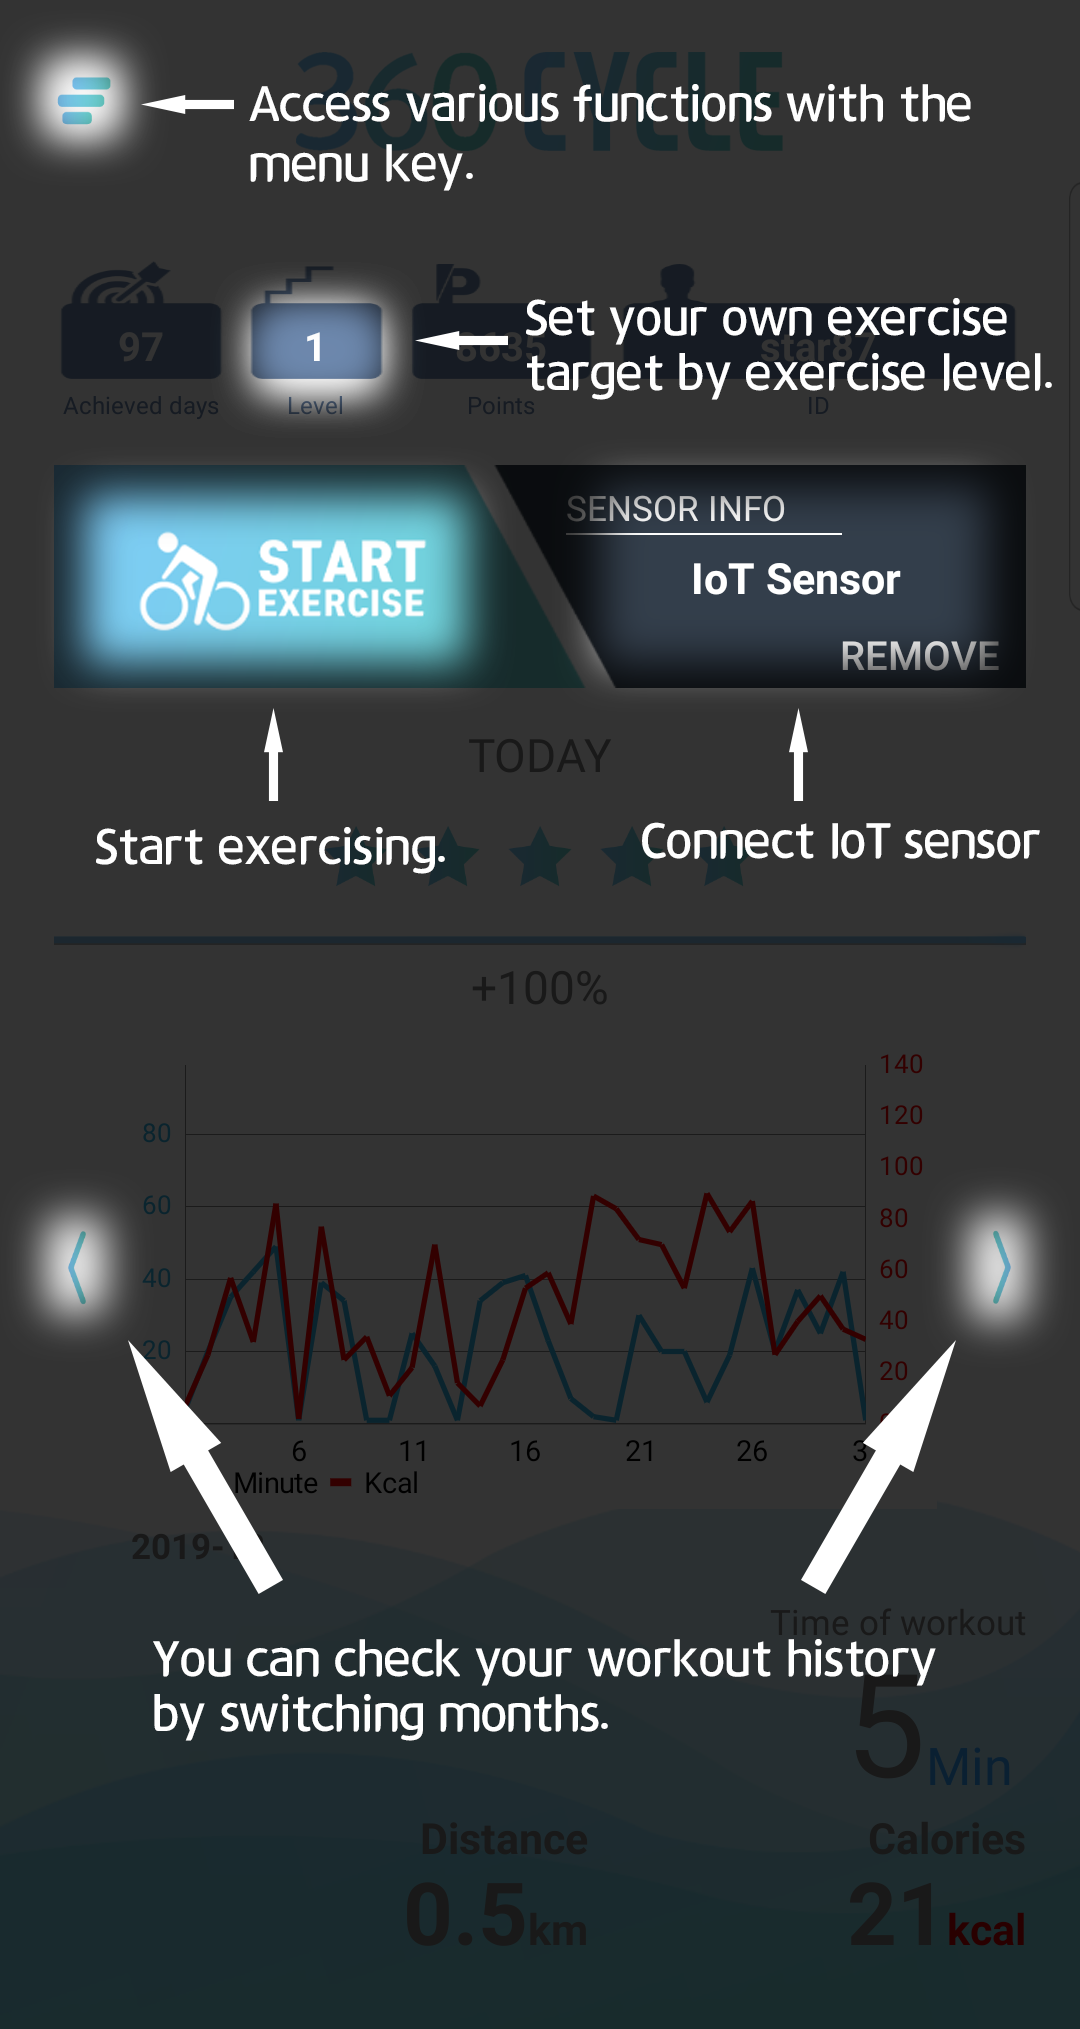 360 CYCLE
Access various functions with the
menu key.
97
1
8635
star87
Set your own exercise
target by exercise level.
Achieved days
Level
Points
ID
START
EXERCISE
SENSOR INFO
IoT Sensor
REMOVE
TODAY
Start exercising.
Connect IoT sensor
+100%
140
120
100
80
60
40
20
80
60
40
20
6 11 16 21 26
Minute Kcal
2019-
Time of workout
You can check your workout history
by switching months.
5 Min
Distance
Calories
0.5km
21kcal